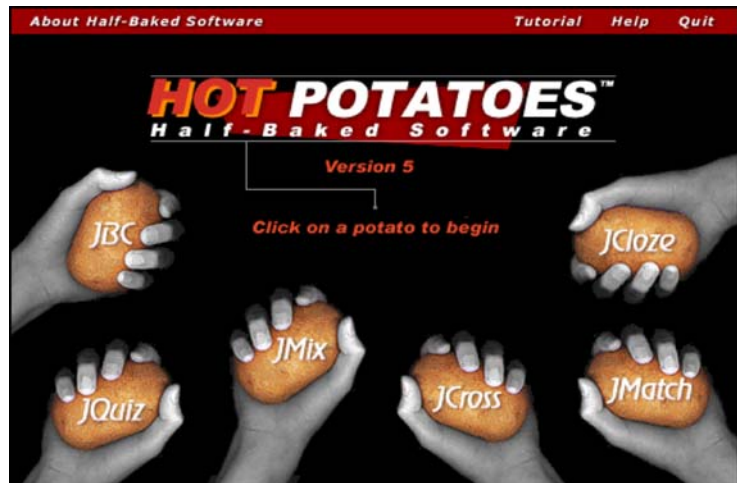 About Half-Baked Software Tutorial Help Quit
HOT POTATOES™
Half-Baked Software
Version 5
Click on a potato to begin
JBC
JCloze
JMix
JQuiz
JCross
JMatch